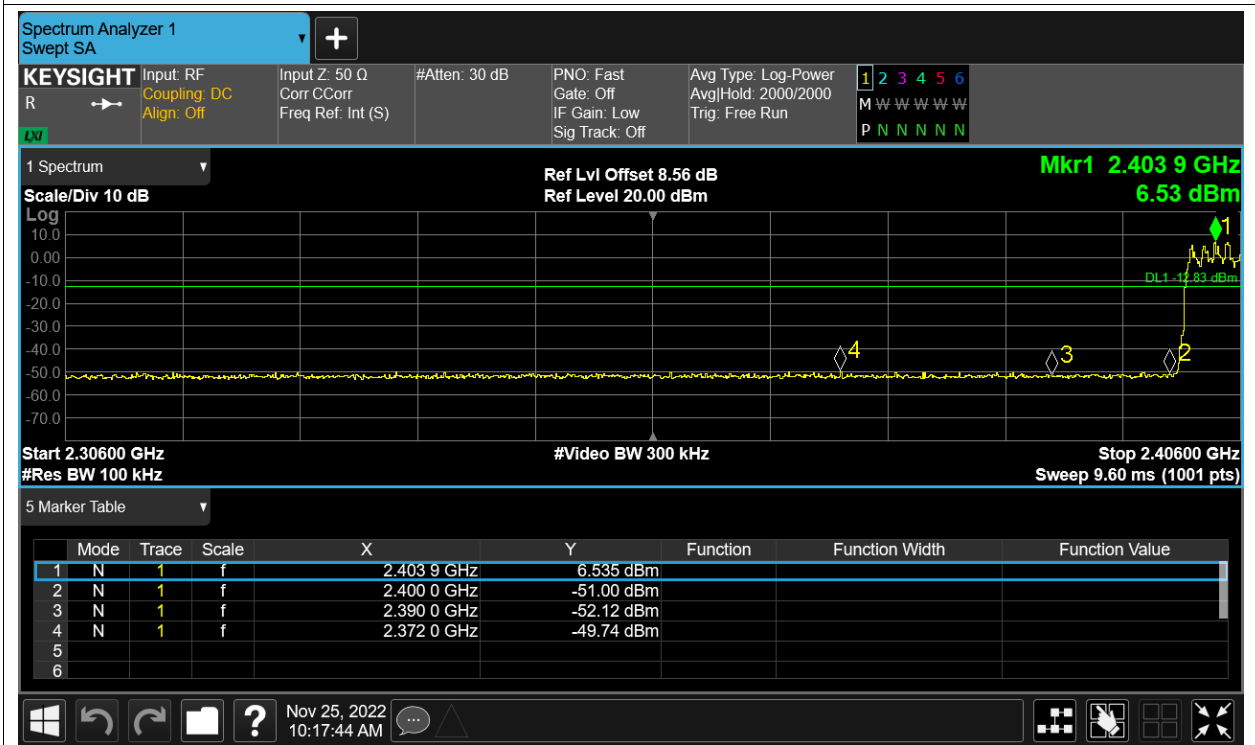 Spectrum Analyzer 1
Swept SA
+
KEYSIGHT Input: RF Input Z: 50 Ω #Atten: 30 dB PNO: Fast Avg Type: Log-Power 1 2 3 4 5 6
R Coupling: DC Corr CCorr Gate: Off Avg|Hold: 2000/2000 M W W W W W
Align: Off Freq Ref: Int (S) IF Gain: Low Trig: Free Run
LXI Sig Track: Off P N N N N N
1 Spectrum Ref Lvl Offset 8.56 dB Mkr1 2.403 9 GHz
Scale/Div 10 dB Ref Level 20.00 dBm 6.53 dBm
Log
1
10.0
0.00
-10.0 DL1 -12.83 dBm
-20.0
-30.0
-40.0 4 3 2
-50.0
-60.0
-70.0
Start 2.30600 GHz #Video BW 300 kHz Stop 2.40600 GHz
#Res BW 100 kHz Sweep 9.60 ms (1001 pts)
5 Marker Table
Mode Trace Scale X Y Function Function Width Function Value
1 N 1 f 2.403 9 GHz 6.535 dBm
2 N 1 f 2.400 0 GHz -51.00 dBm
3 N 1 f 2.390 0 GHz -52.12 dBm
4 N 1 f 2.372 0 GHz -49.74 dBm
5
6
? Nov 25, 2022
10:17:44 AM